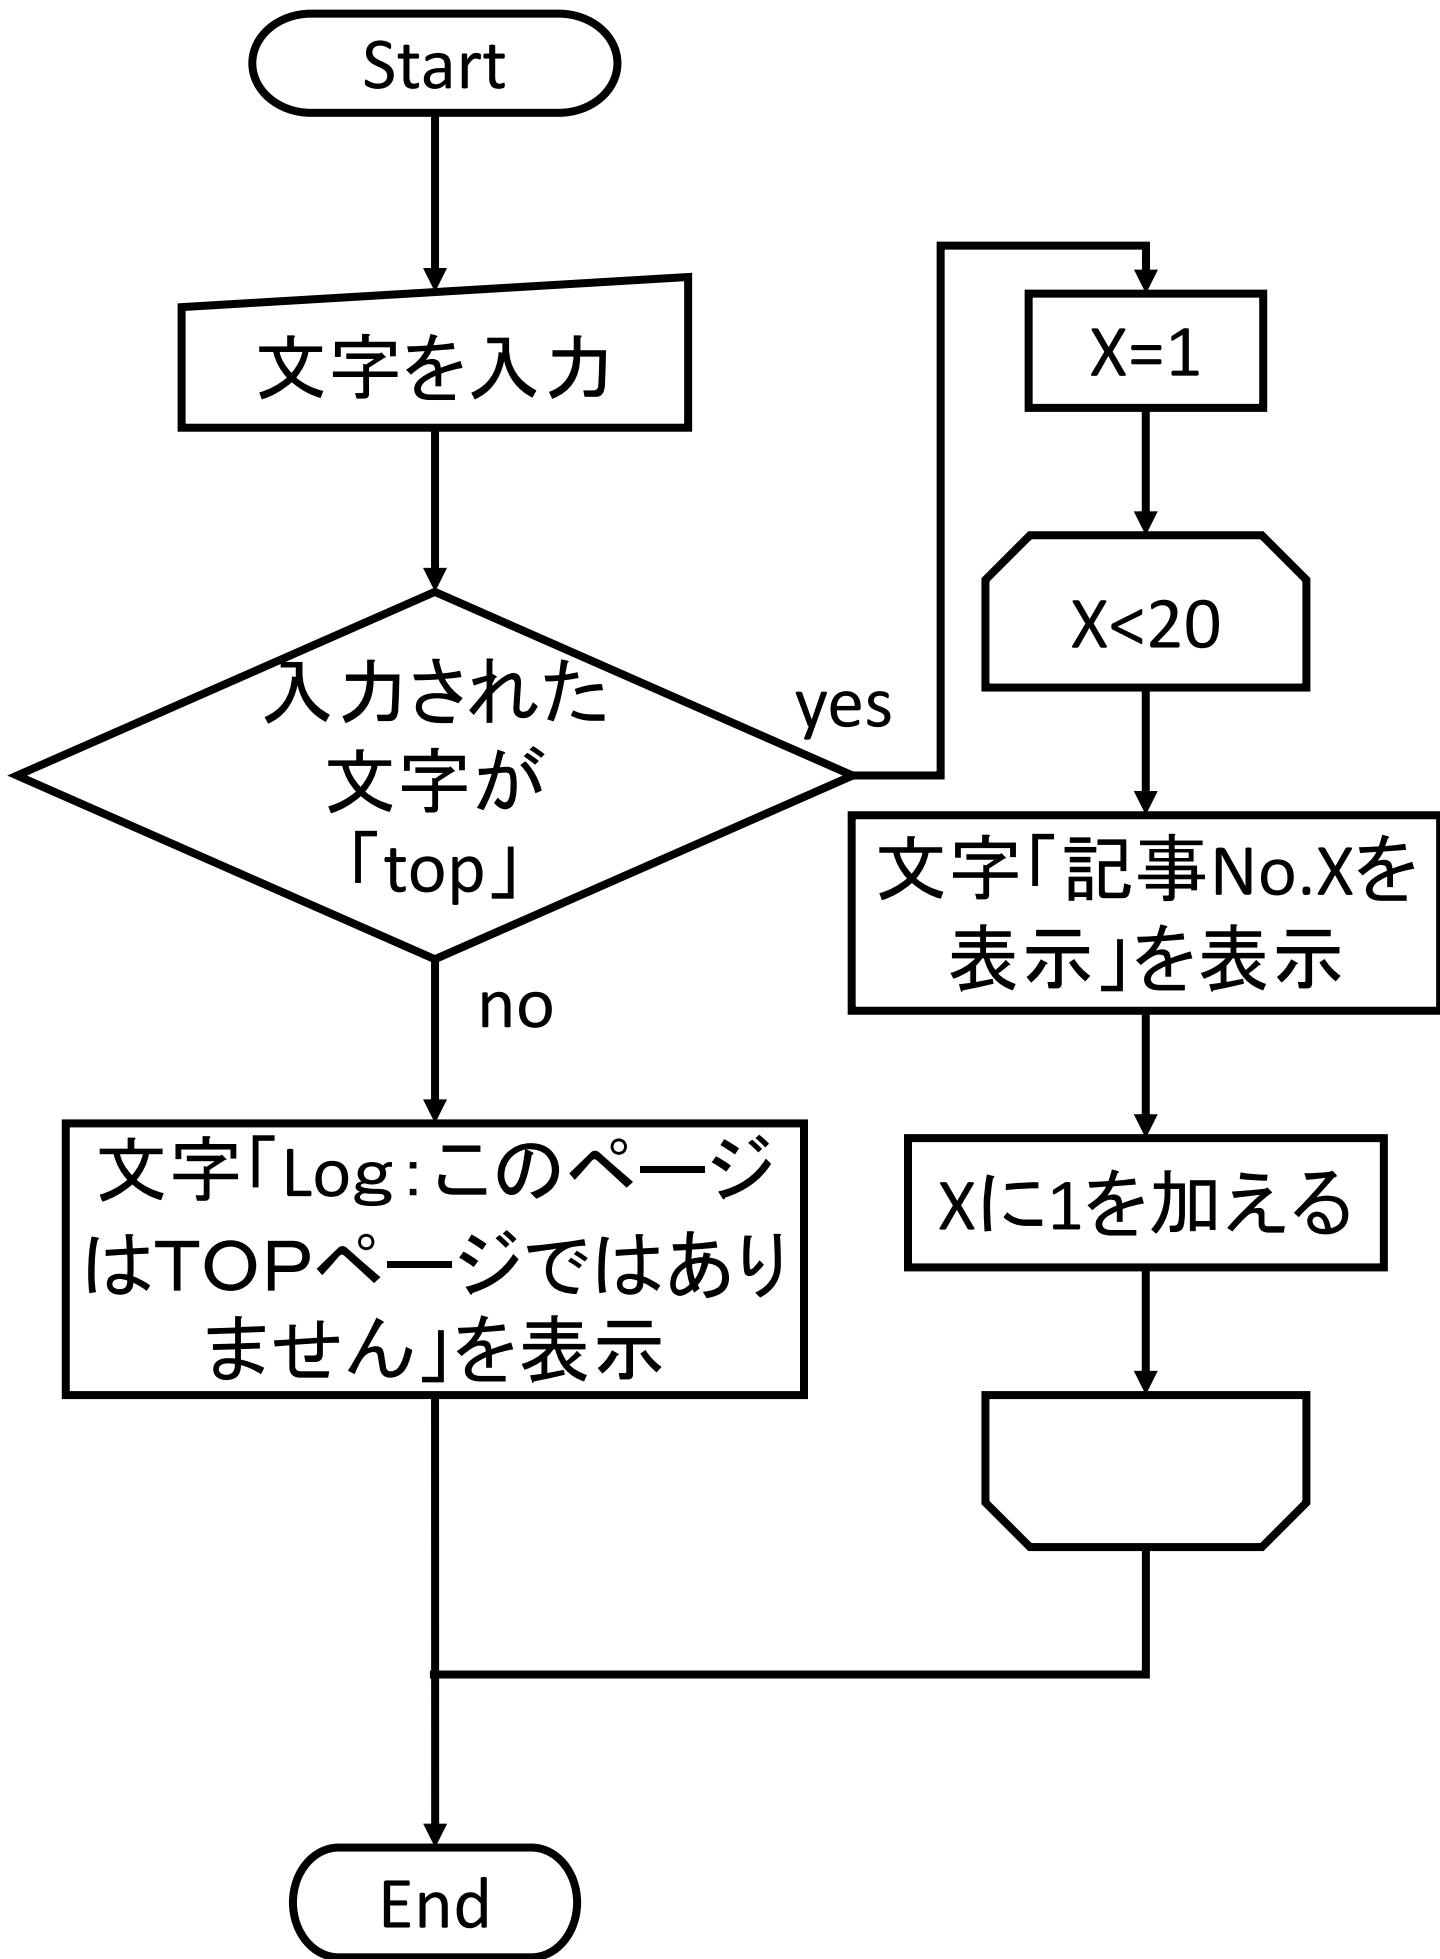 Start
文字を入力
入力された
文字が
「top」
yes
no
文字「Log:このページ
はTOPページではあり
ません」を表示
X=1
X<20
文字「記事No.Xを
表示」を表示
Xに1を加える
End